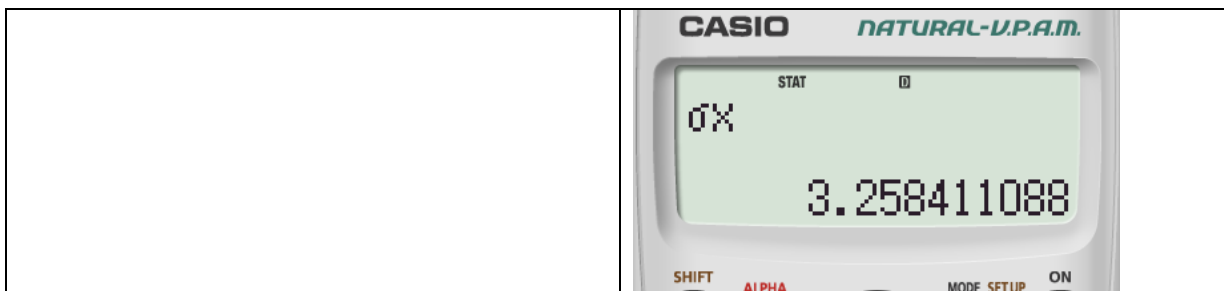 CASIO NATURAL-V.P.A.M.
STAT D
σx
3.258411088
SHIFT ALPHA MODE SETUP ON